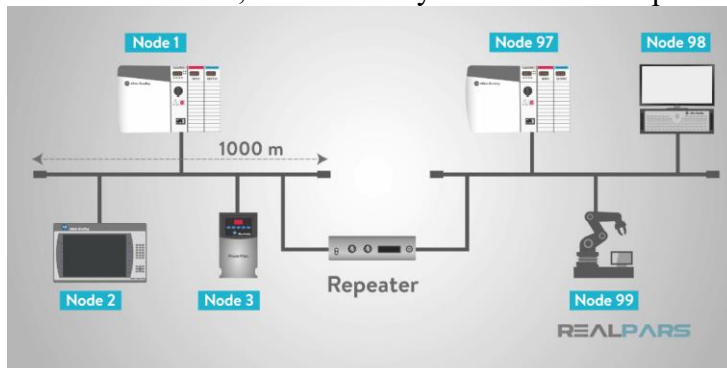 Node 1
Node 97
Node 98
1000 m
Repeater
Node 2
Node 3
Node 99
REALPARS